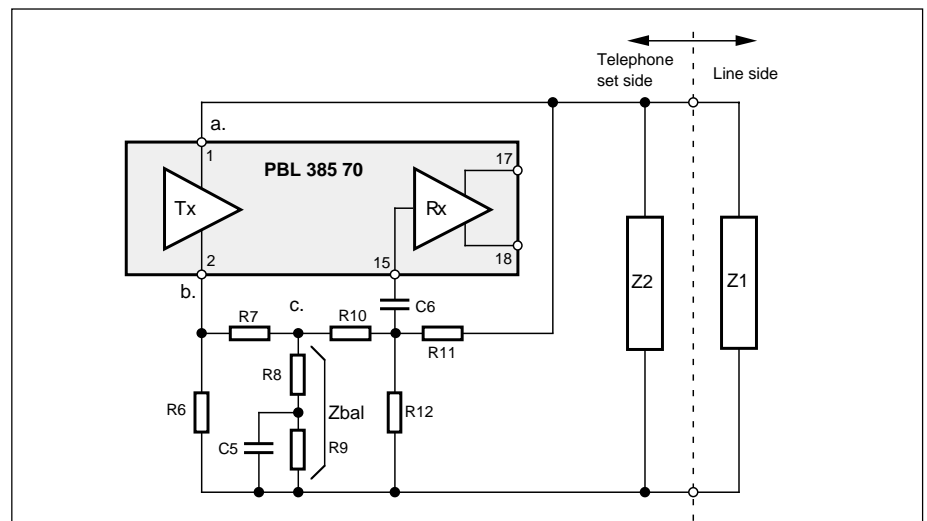 Telephone
set side
Line side
a.
1
PBL 385 70
17
Tx
Rx
18
2
15
Z2
Z1
b.
c.
C6
R7
R10
R11
R8
R6
Zbal
R12
C5
R9